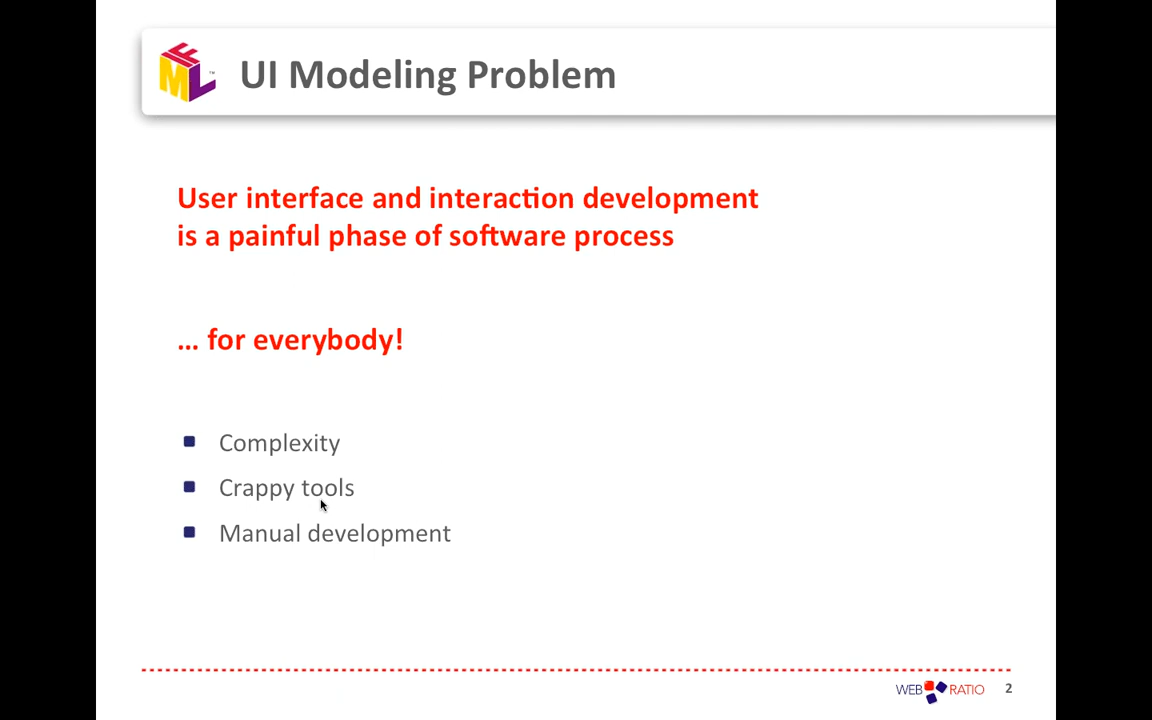 IFML™
UI Modeling Problem
User interface and interaction development
is a painful phase of software process
… for everybody!
Complexity
Crappy tools
Manual development
WEB RATIO
2